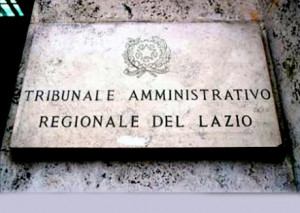 TRIBUNALE AMMINISTRATIVO
REGIONALE DEL LAZIO